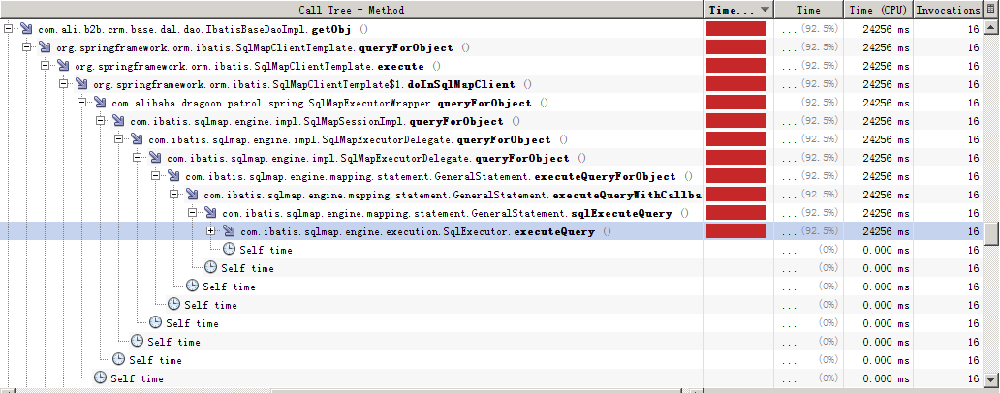 Call Tree - Method Time... Time Time (CPU) Invocations
com.ali.b2b.crm.base.dal.dao.IbatisBaseDaoImpl.getObj () ... (92.5%) 24256 ms 16
org.springframework.orm.ibatis.SqlMapClientTemplate.queryForObject () ... (92.5%) 24256 ms 16
org.springframework.orm.ibatis.SqlMapClientTemplate.execute () ... (92.5%) 24256 ms 16
org.springframework.orm.ibatis.SqlMapClientTemplate$1.doInSqlMapClient () ... (92.5%) 24256 ms 16
com.alibaba.dragoon.patrol.spring.SqlMapExecutorWrapper.queryForObject () ... (92.5%) 24256 ms 16
com.ibatis.sqlmap.engine.impl.SqlMapSessionImpl.queryForObject () ... (92.5%) 24256 ms 16
com.ibatis.sqlmap.engine.impl.SqlMapExecutorDelegate.queryForObject () ... (92.5%) 24256 ms 16
com.ibatis.sqlmap.engine.impl.SqlMapExecutorDelegate.queryForObject () ... (92.5%) 24256 ms 16
com.ibatis.sqlmap.engine.mapping.statement.GeneralStatement.executeQueryForObject () ... (92.5%) 24256 ms 16
com.ibatis.sqlmap.engine.mapping.statement.GeneralStatement.executeQueryWithCallba ... (92.5%) 24256 ms 16
com.ibatis.sqlmap.engine.mapping.statement.GeneralStatement.sqlExecuteQuery () ... (92.5%) 24256 ms 16
com.ibatis.sqlmap.engine.execution.SqlExecutor.executeQuery () ... (92.5%) 24256 ms 16
Self time ... (0%) 0.000 ms 16
Self time ... (0%) 0.000 ms 16
Self time ... (0%) 0.000 ms 16
Self time ... (0%) 0.000 ms 16
Self time ... (0%) 0.000 ms 16
Self time ... (0%) 0.000 ms 16
Self time ... (0%) 0.000 ms 16
Self time ... (0%) 0.000 ms 16